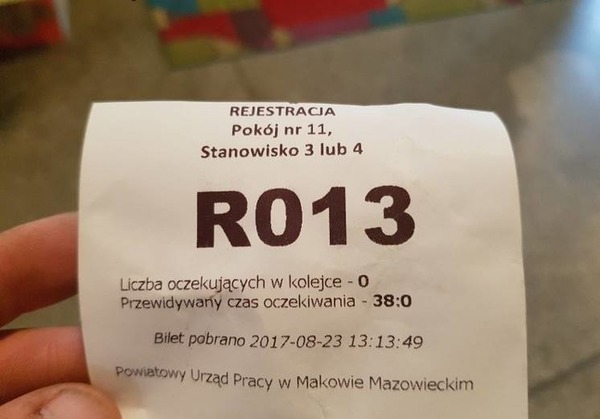 REJESTRACJA
Pokój nr 11,
Stanowisko 3 lub 4
R013
Liczba oczekujących w kolejce - 0
Przewidywany czas oczekiwania - 38:0
Bilet pobrano 2017-08-23 13:13:49
Powiatowy Urząd Pracy w Makowie Mazowieckim